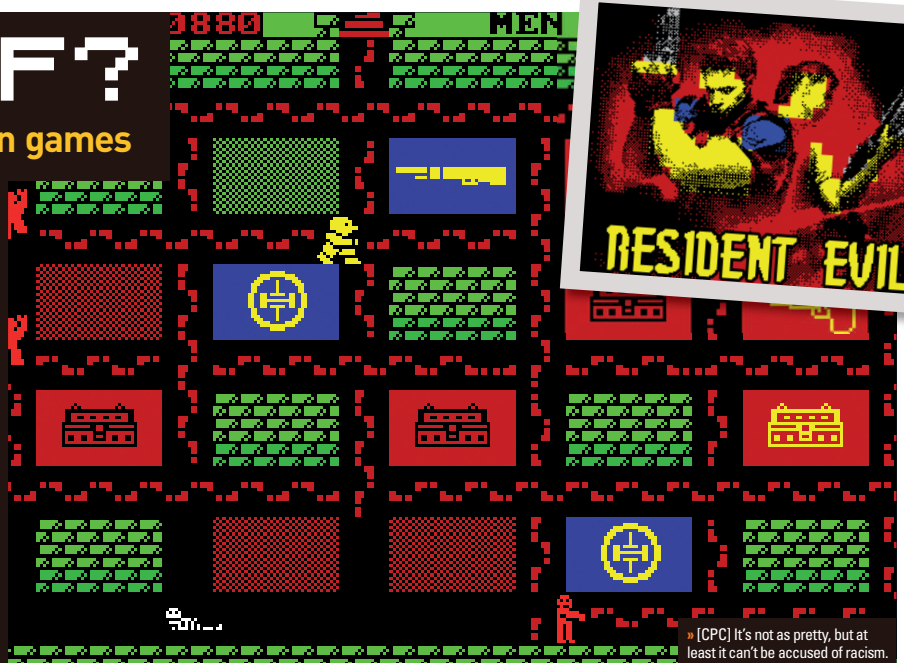 0880
MEN
F?
n games
RESIDENT EVIL
» [CPC] It's not as pretty, but at
least it can't be accused of racism.